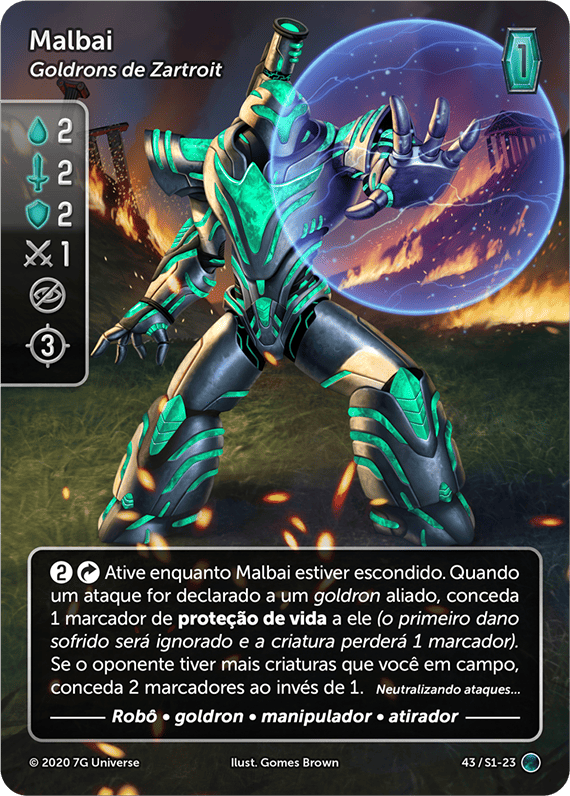 Malbai
Goldrons de Zartroit
1
2
2
2
1
3
2 Ative enquanto Malbai estiver escondido. Quando
um ataque for declarado a um goldron aliado, conceda
1 marcador de proteção de vida a ele (o primeiro dano
sofrido será ignorado e a criatura perderá 1 marcador).
Se o oponente tiver mais criaturas que você em campo,
conceda 2 marcadores ao invés de 1. Neutralizando ataques...
Robô • goldron • manipulador • atirador
© 2020 7G Universe Ilust. Gomes Brown 43 / S1-23